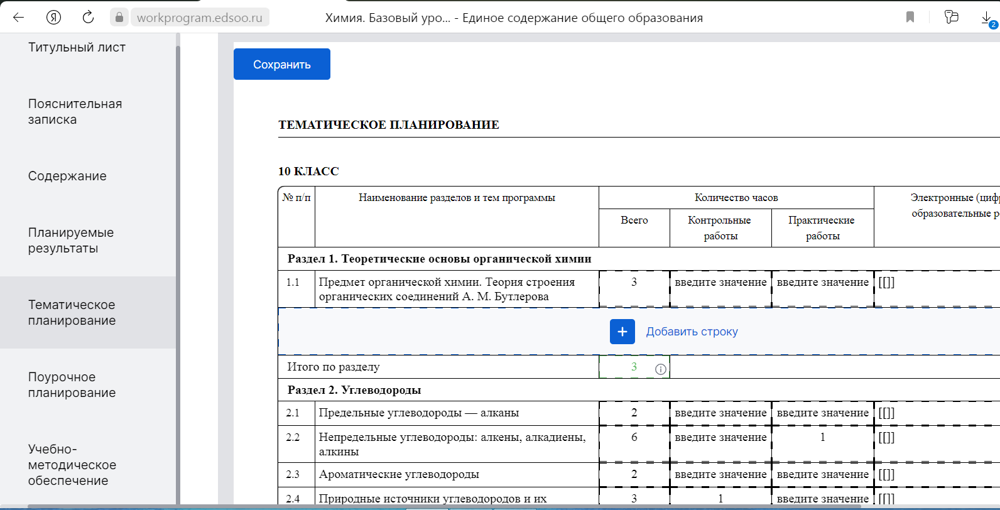 Я
workprogram.edsoo.ru
Химия. Базовый уро... - Единое содержание общего образования
2
Титульный лист
Пояснительная
записка
Содержание
Планируемые
результаты
Тематическое
планирование
Поурочное
планирование
Учебно-
методическое
обеспечение
Сохранить
ТЕМАТИЧЕСКОЕ ПЛАНИРОВАНИЕ
10 КЛАСС
№ п/п Наименование разделов и тем программы Количество часов Электронные (циф
образовательные р
Всего Контрольные Практические
работы работы
Раздел 1. Теоретические основы органической химии
1.1 Предмет органической химии. Теория строения 3 введите значение введите значение [[]]
органических соединений А. М. Бутлерова
+ Добавить строку
Итого по разделу 3
Раздел 2. Углеводороды
2.1 Предельные углеводороды — алканы 2 введите значение введите значение [[]]
2.2 Непредельные углеводороды: алкены, алкадиены, 6 введите значение 1 [[]]
алкины
2.3 Ароматические углеводороды 2 введите значение введите значение [[]]
2.4 Природные источники углеводородов и их 3 1 введите значение [[]]